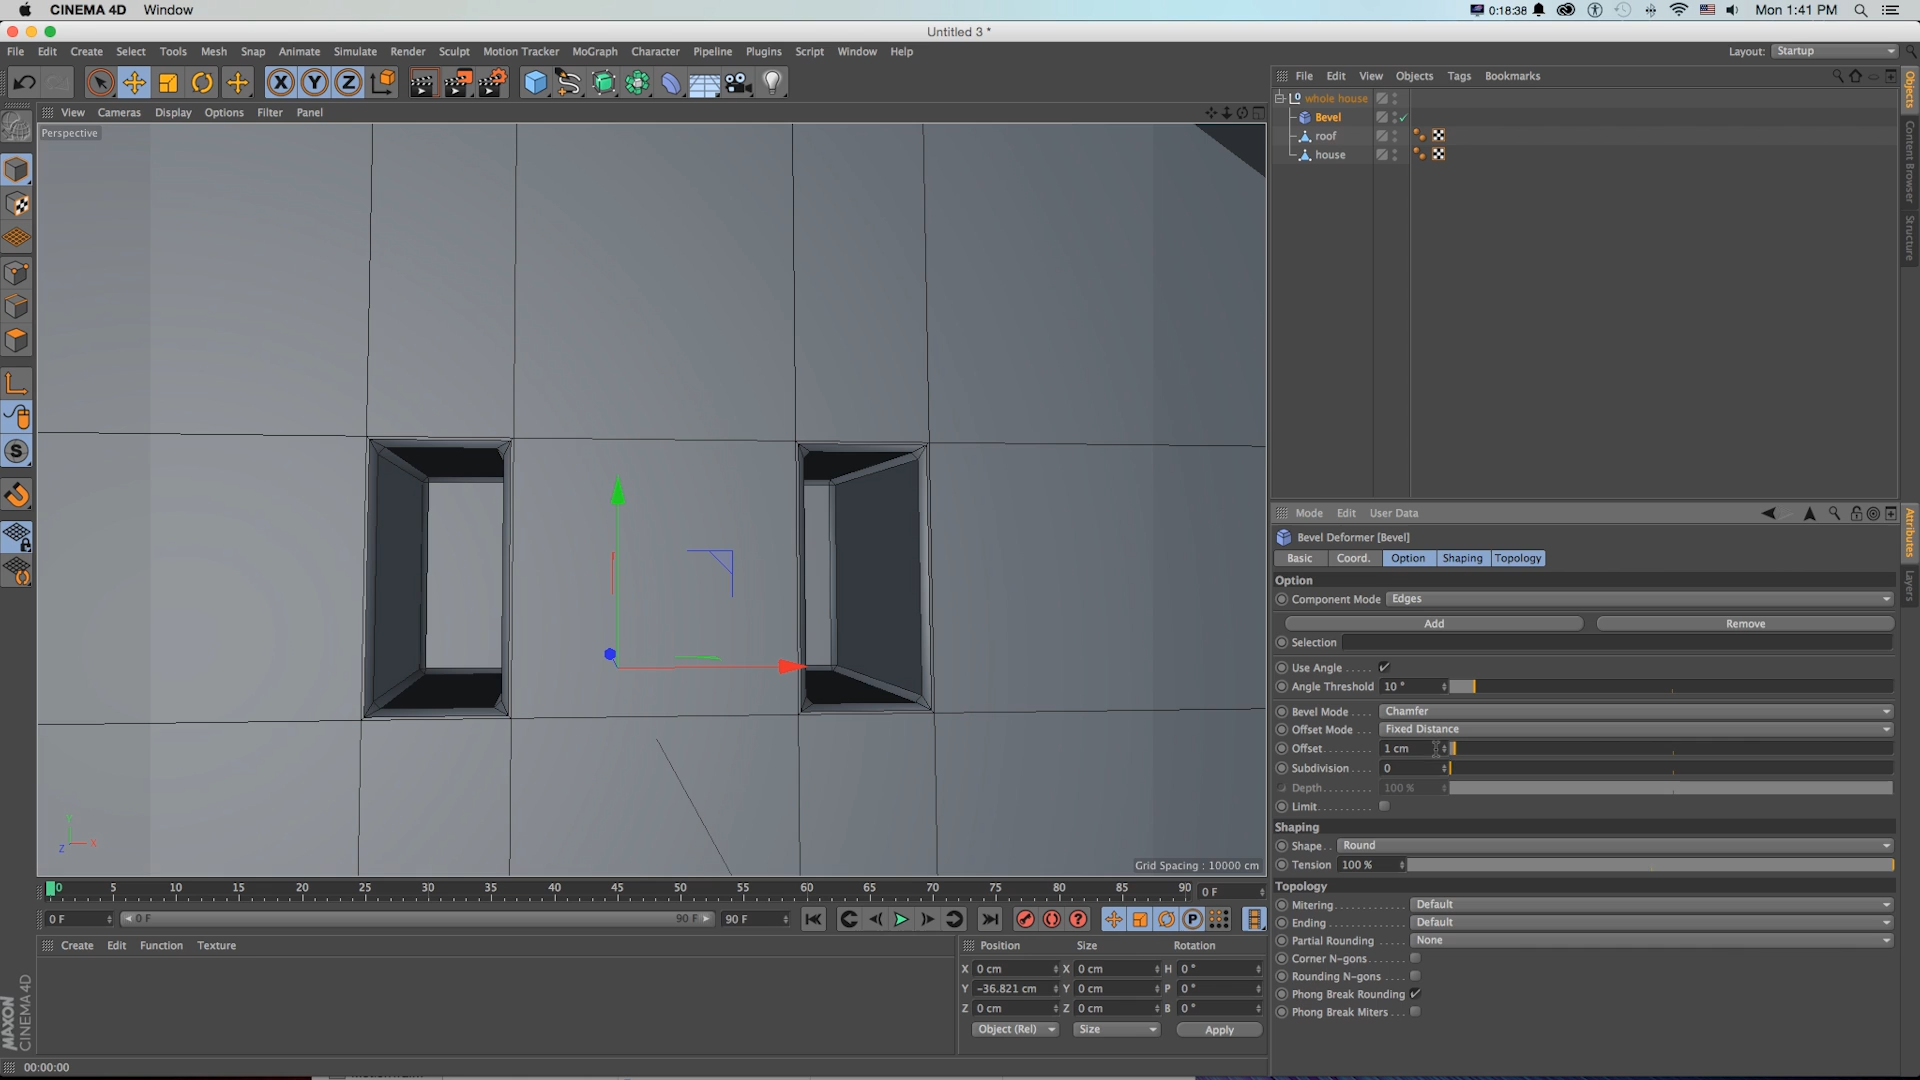 CINEMA 4D Window 0:18:38 Mon 1:41 PM
Untitled 3 *
File Edit Create Select Tools Mesh Snap Animate Simulate Render Sculpt Motion Tracker MoGraph Character Pipeline Plugins Script Window Help Layout: Startup
File Edit View Objects Tags Bookmarks
View Cameras Display Options Filter Panel
Perspective
whole house
Bevel
roof
house
Objects
Content Browser
Structure
Mode Edit User Data
Bevel Deformer [Bevel]
Basic Coord. Option Shaping Topology
Option
Component Mode Edges
Add Remove
Selection
Use Angle
Angle Threshold 10 °
Bevel Mode Chamfer
Offset Mode Fixed Distance
Offset 1 cm
Subdivision 0
Depth 100 %
Limit
Shaping
Shape Round
Tension 100 %
Topology
Mitering Default
Ending Default
Partial Rounding None
Corner N-gons
Rounding N-gons
Phong Break Rounding
Phong Break Miters
Attributes
Layers
Y
Z X
Grid Spacing : 10000 cm
0 5 10 15 20 25 30 35 40 45 50 55 60 65 70 75 80 85 90 0 F
0 F 0 F 90 F 90 F
Create Edit Function Texture
Position Size Rotation
X 0 cm X 0 cm H 0 °
Y -36.821 cm Y 0 cm P 0 °
Z 0 cm Z 0 cm B 0 °
Object (Rel) Size Apply
MAXON
CINEMA 4D
00:00:00